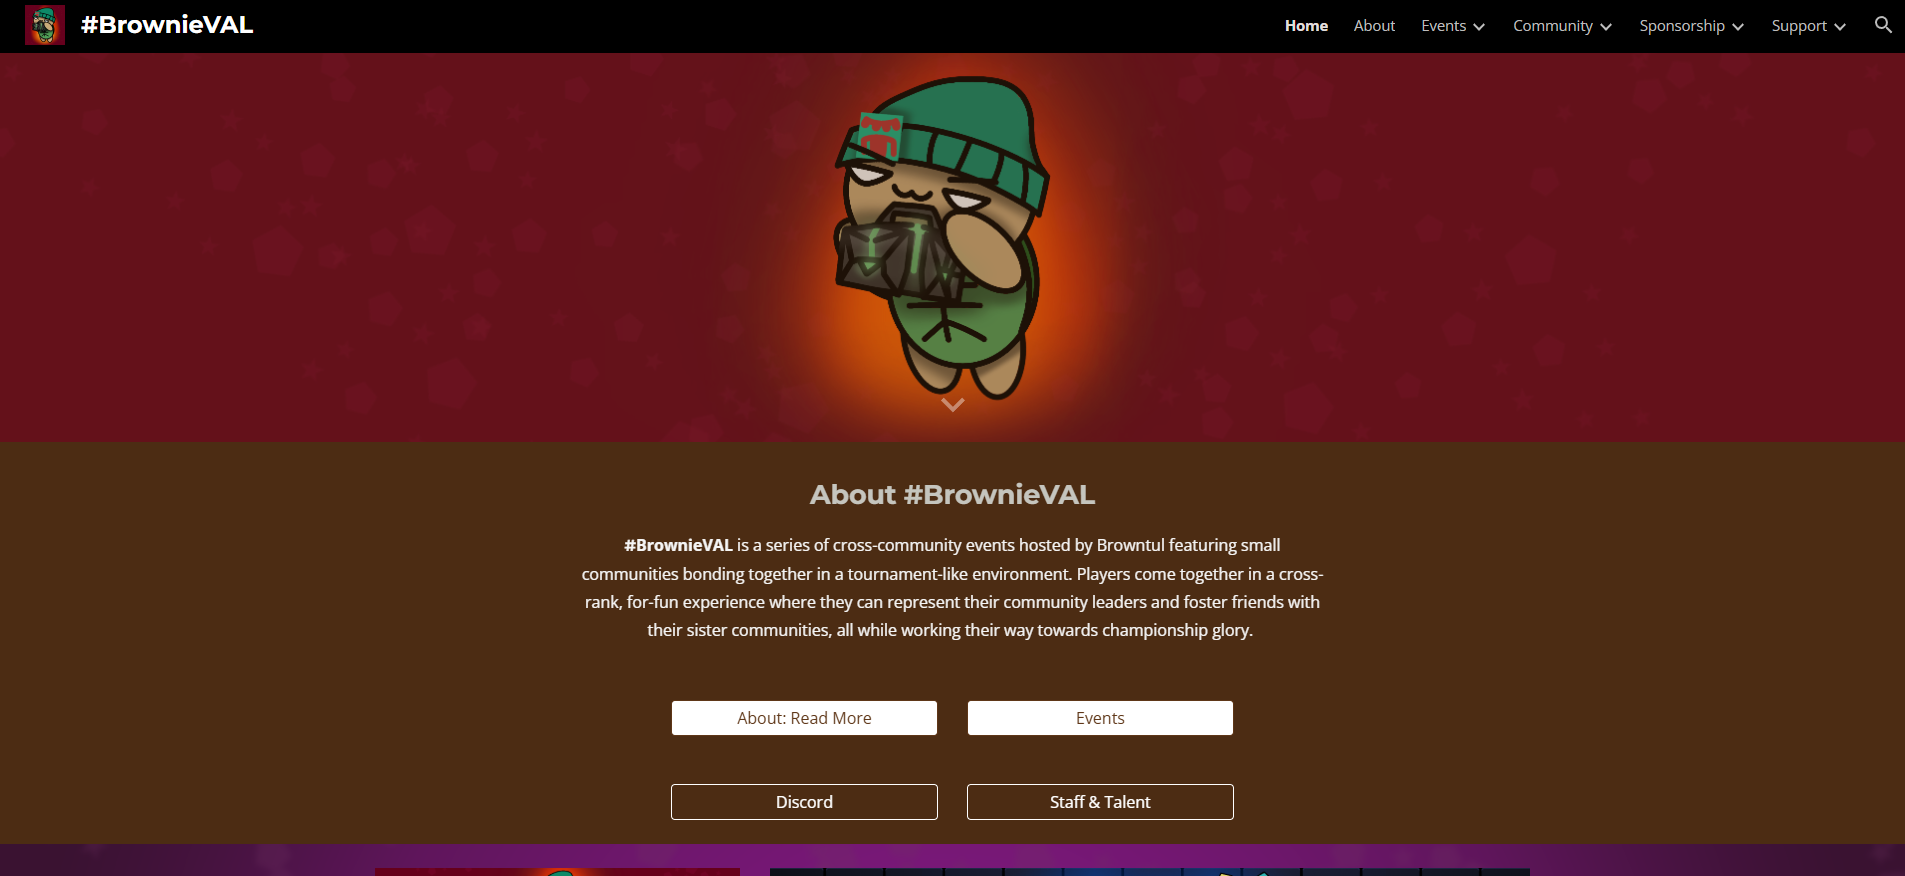 #BrownieVAL
Home
About
Events
Community
Sponsorship
Support
About #BrownieVAL
#BrownieVAL is a series of cross-community events hosted by Browntul featuring small
communities bonding together in a tournament-like environment. Players come together in a cross-
rank, for-fun experience where they can represent their community leaders and foster friends with
their sister communities, all while working their way towards championship glory.
About: Read More
Events
Discord
Staff & Talent